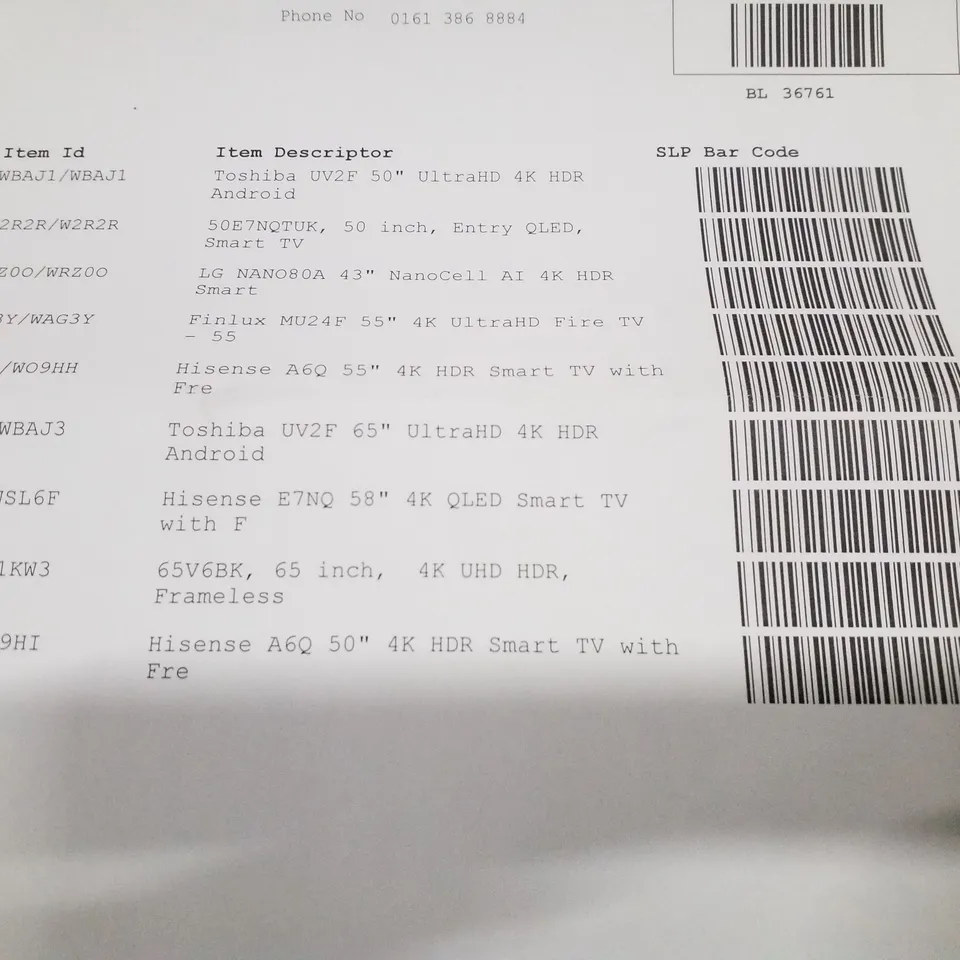 Phone No 0161 386 8884
BL 36761
Item Id Item Descriptor SLP Bar Code
WBAJ1/WBAJ1 Toshiba UV2F 50" UltraHD 4K HDR
Android
2R2R/W2R2R 50E7NQTUK, 50 inch, Entry QLED,
Smart TV
Z0O/WRZ0O LG NANO80A 43" NanoCell AI 4K HDR
Smart
3Y/WAG3Y Finlux MU24F 55" 4K UltraHD Fire TV
- 55
/WO9HH Hisense A6Q 55" 4K HDR Smart TV with
Fre
WBAJ3 Toshiba UV2F 65" UltraHD 4K HDR
Android
WSL6F Hisense E7NQ 58" 4K QLED Smart TV
with F
1KW3 65V6BK, 65 inch, 4K UHD HDR,
Frameless
9HI Hisense A6Q 50" 4K HDR Smart TV with
Fre